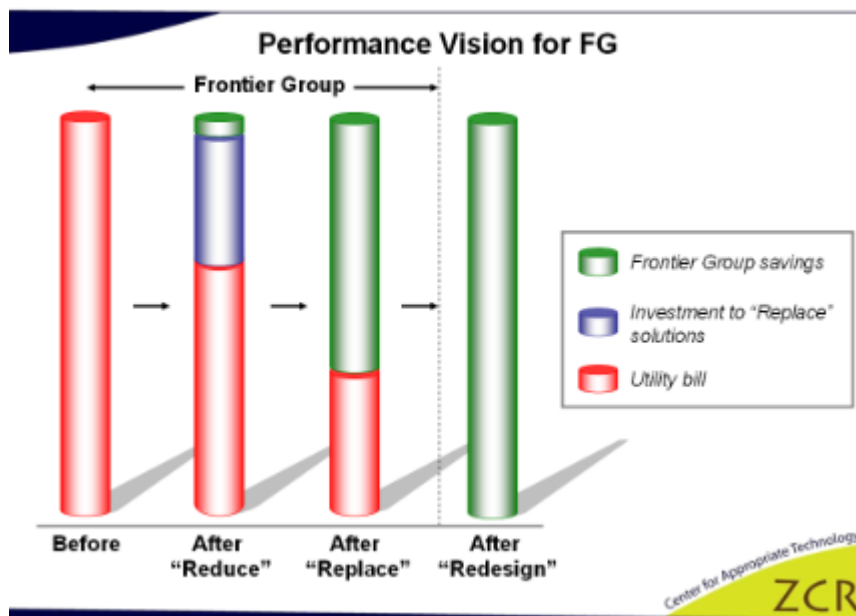 Performance Vision for FG
Frontier Group
Frontier Group savings
Investment to “Replace”
solutions
Utility bill
Before
After
“Reduce”
After
“Replace”
After
“Redesign”
Center for Appropriate Technology
ZCR